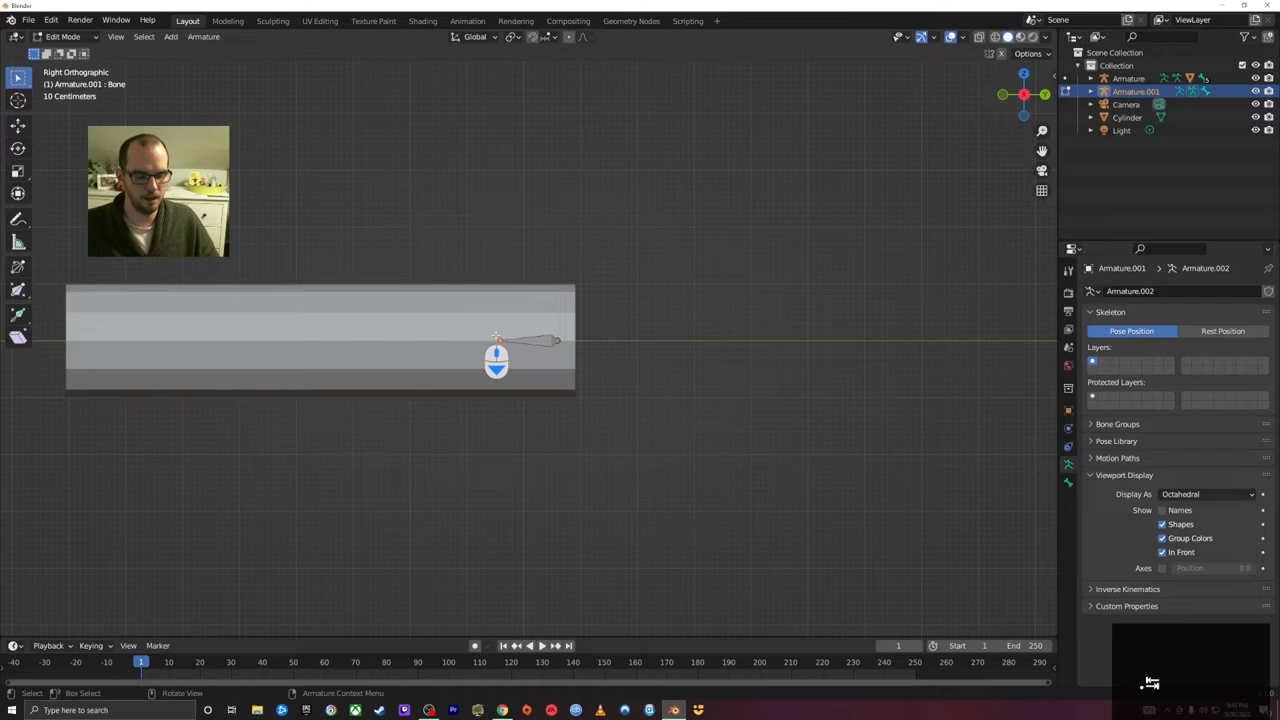 Blender
File Edit Render Window Help
Layout Modeling Sculpting UV Editing Texture Paint Shading Animation Rendering Compositing Geometry Nodes Scripting
Scene
ViewLayer
Edit Mode View Select Add Armature
Global
X Options
Right Orthographic
(1) Armature.001 : Bone
10 Centimeters
Z
Y
Scene Collection
Collection
Armature
5
Armature.001
Camera
Cylinder
Light
Armature.001 > Armature.002
Armature.002
Skeleton
Pose Position Rest Position
Layers:
Protected Layers:
Bone Groups
Pose Library
Motion Paths
Viewport Display
Display As Octahedral
Show Names
Shapes
Group Colors
In Front
Axes Position 0.0
Inverse Kinematics
Custom Properties
Playback Keying View Marker
1 Start 1 End 250
-40 -30 -20 -10 1 10 20 30 40 50 60 70 80 90 100 110 120 130 140 150 160 170 180 190 200 210 220 230 240 250 260 270 280 290
Select Box Select Rotate View Armature Context Menu
Type here to search